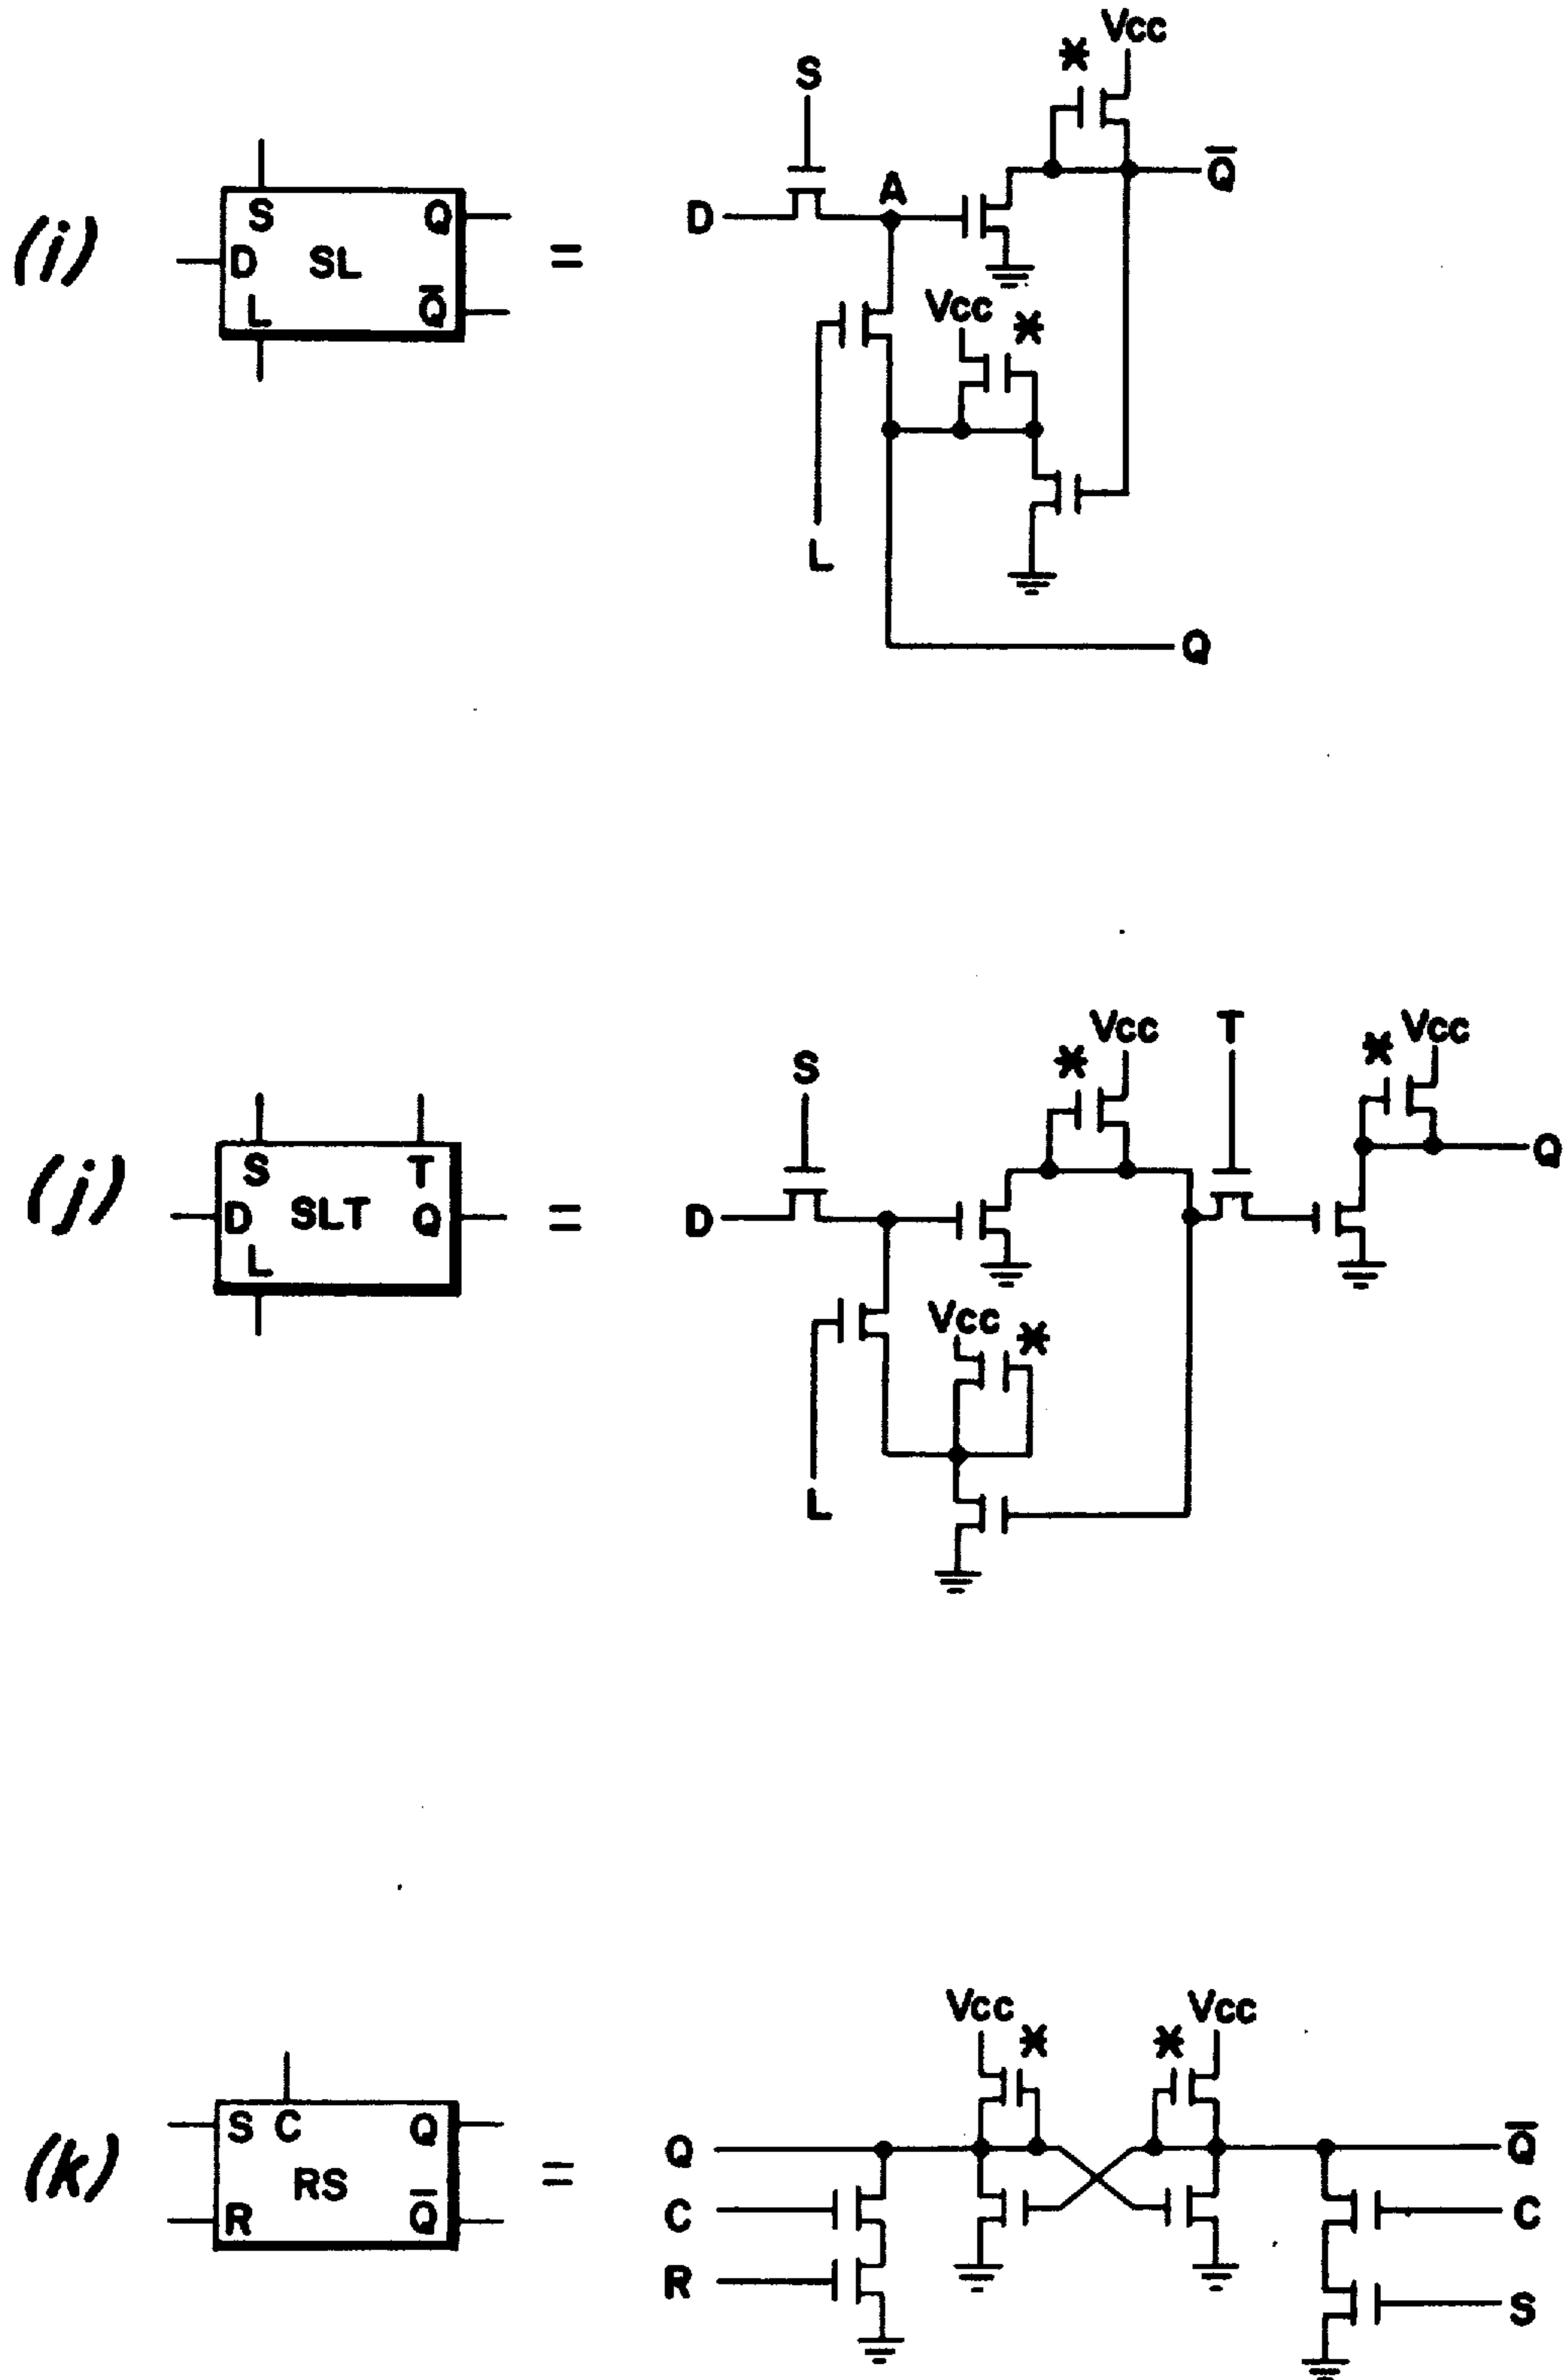 (i)
S
D
SL
L
Q
Q̅
=
S
D
A
*
Vcc
Q̅
Vcc
*
L
Q
(j)
S
T
D
SLT
Q
L
=
S
D
*
Vcc
T
*
Vcc
Q
Vcc
*
L
(k)
S
C
Q
RS
R
Q̅
=
Vcc
*
*
Vcc
Q
Q̅
C
C
R
S